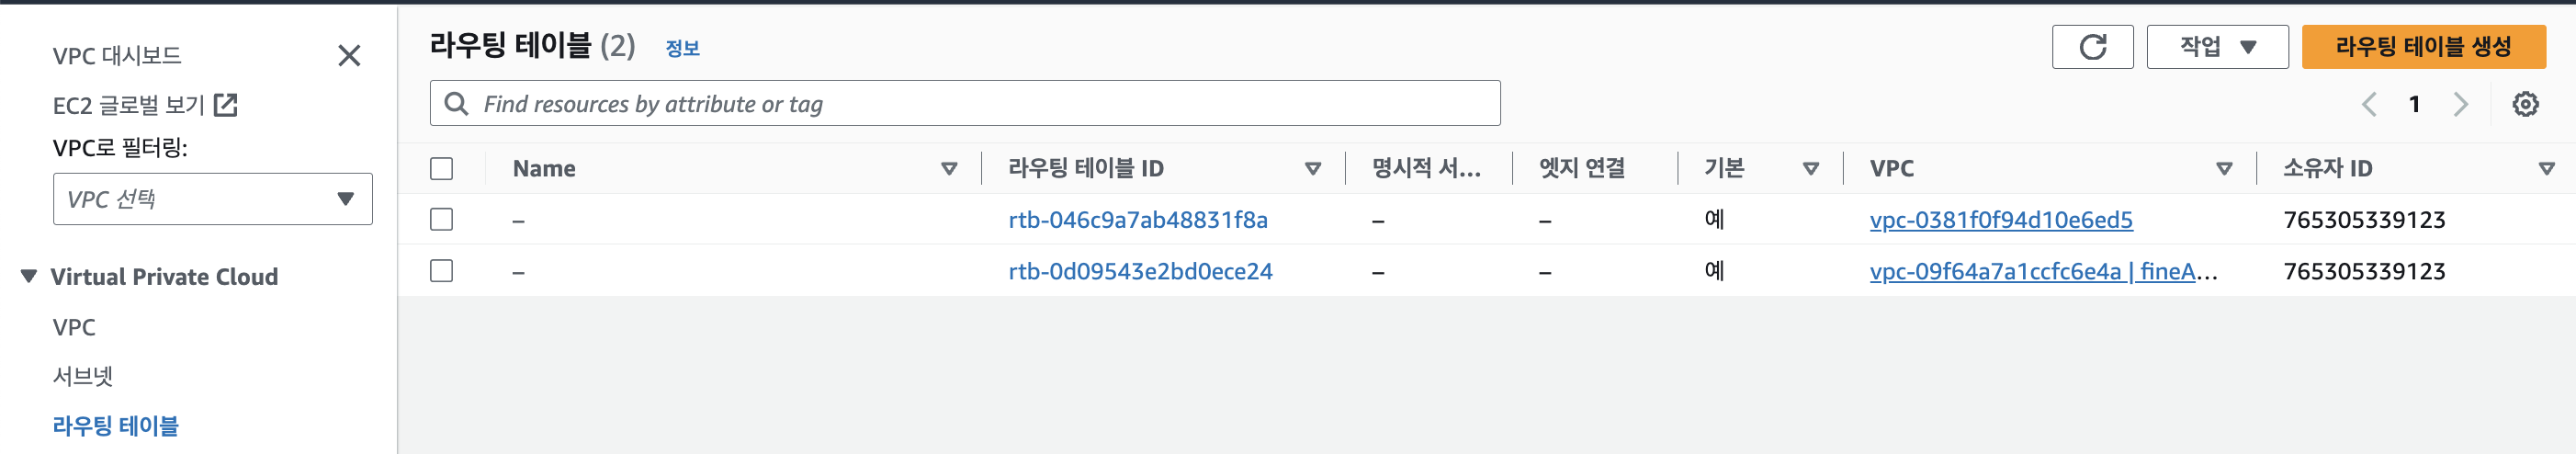 VPC 대시보드
EC2 글로벌 보기
VPC로 필터링:
VPC 선택
Virtual Private Cloud
VPC
서브넷
라우팅 테이블
라우팅 테이블 (2) 정보
작업
라우팅 테이블 생성
Find resources by attribute or tag
1
Name 라우팅 테이블 ID 명시적 서... 엣지 연결 기본 VPC 소유자 ID
– rtb-046c9a7ab48831f8a – – 예 vpc-0381f0f94d10e6ed5 765305339123
– rtb-0d09543e2bd0ece24 – – 예 vpc-09f64a7a1ccfc6e4a | fineA... 765305339123